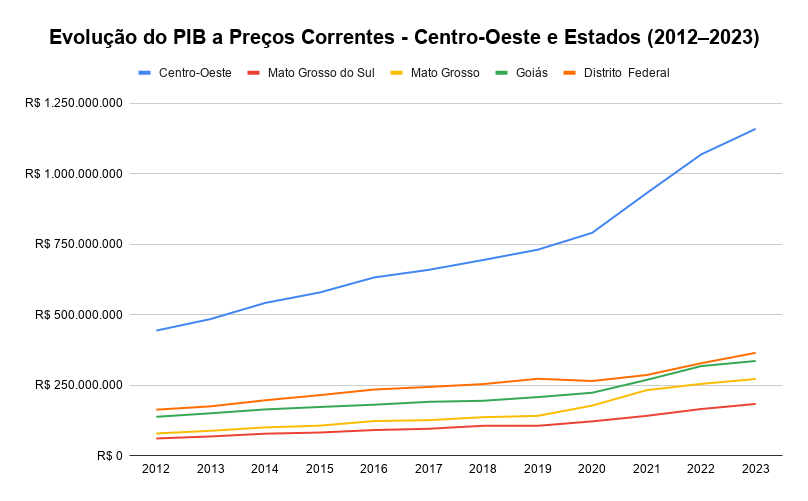 Evolução do PIB a Preços Correntes - Centro-Oeste e Estados (2012–2023)
Centro-Oeste Mato Grosso do Sul Mato Grosso Goiás Distrito Federal
R$ 1.250.000.000
R$ 1.000.000.000
R$ 750.000.000
R$ 500.000.000
R$ 250.000.000
R$ 0
2012 2013 2014 2015 2016 2017 2018 2019 2020 2021 2022 2023